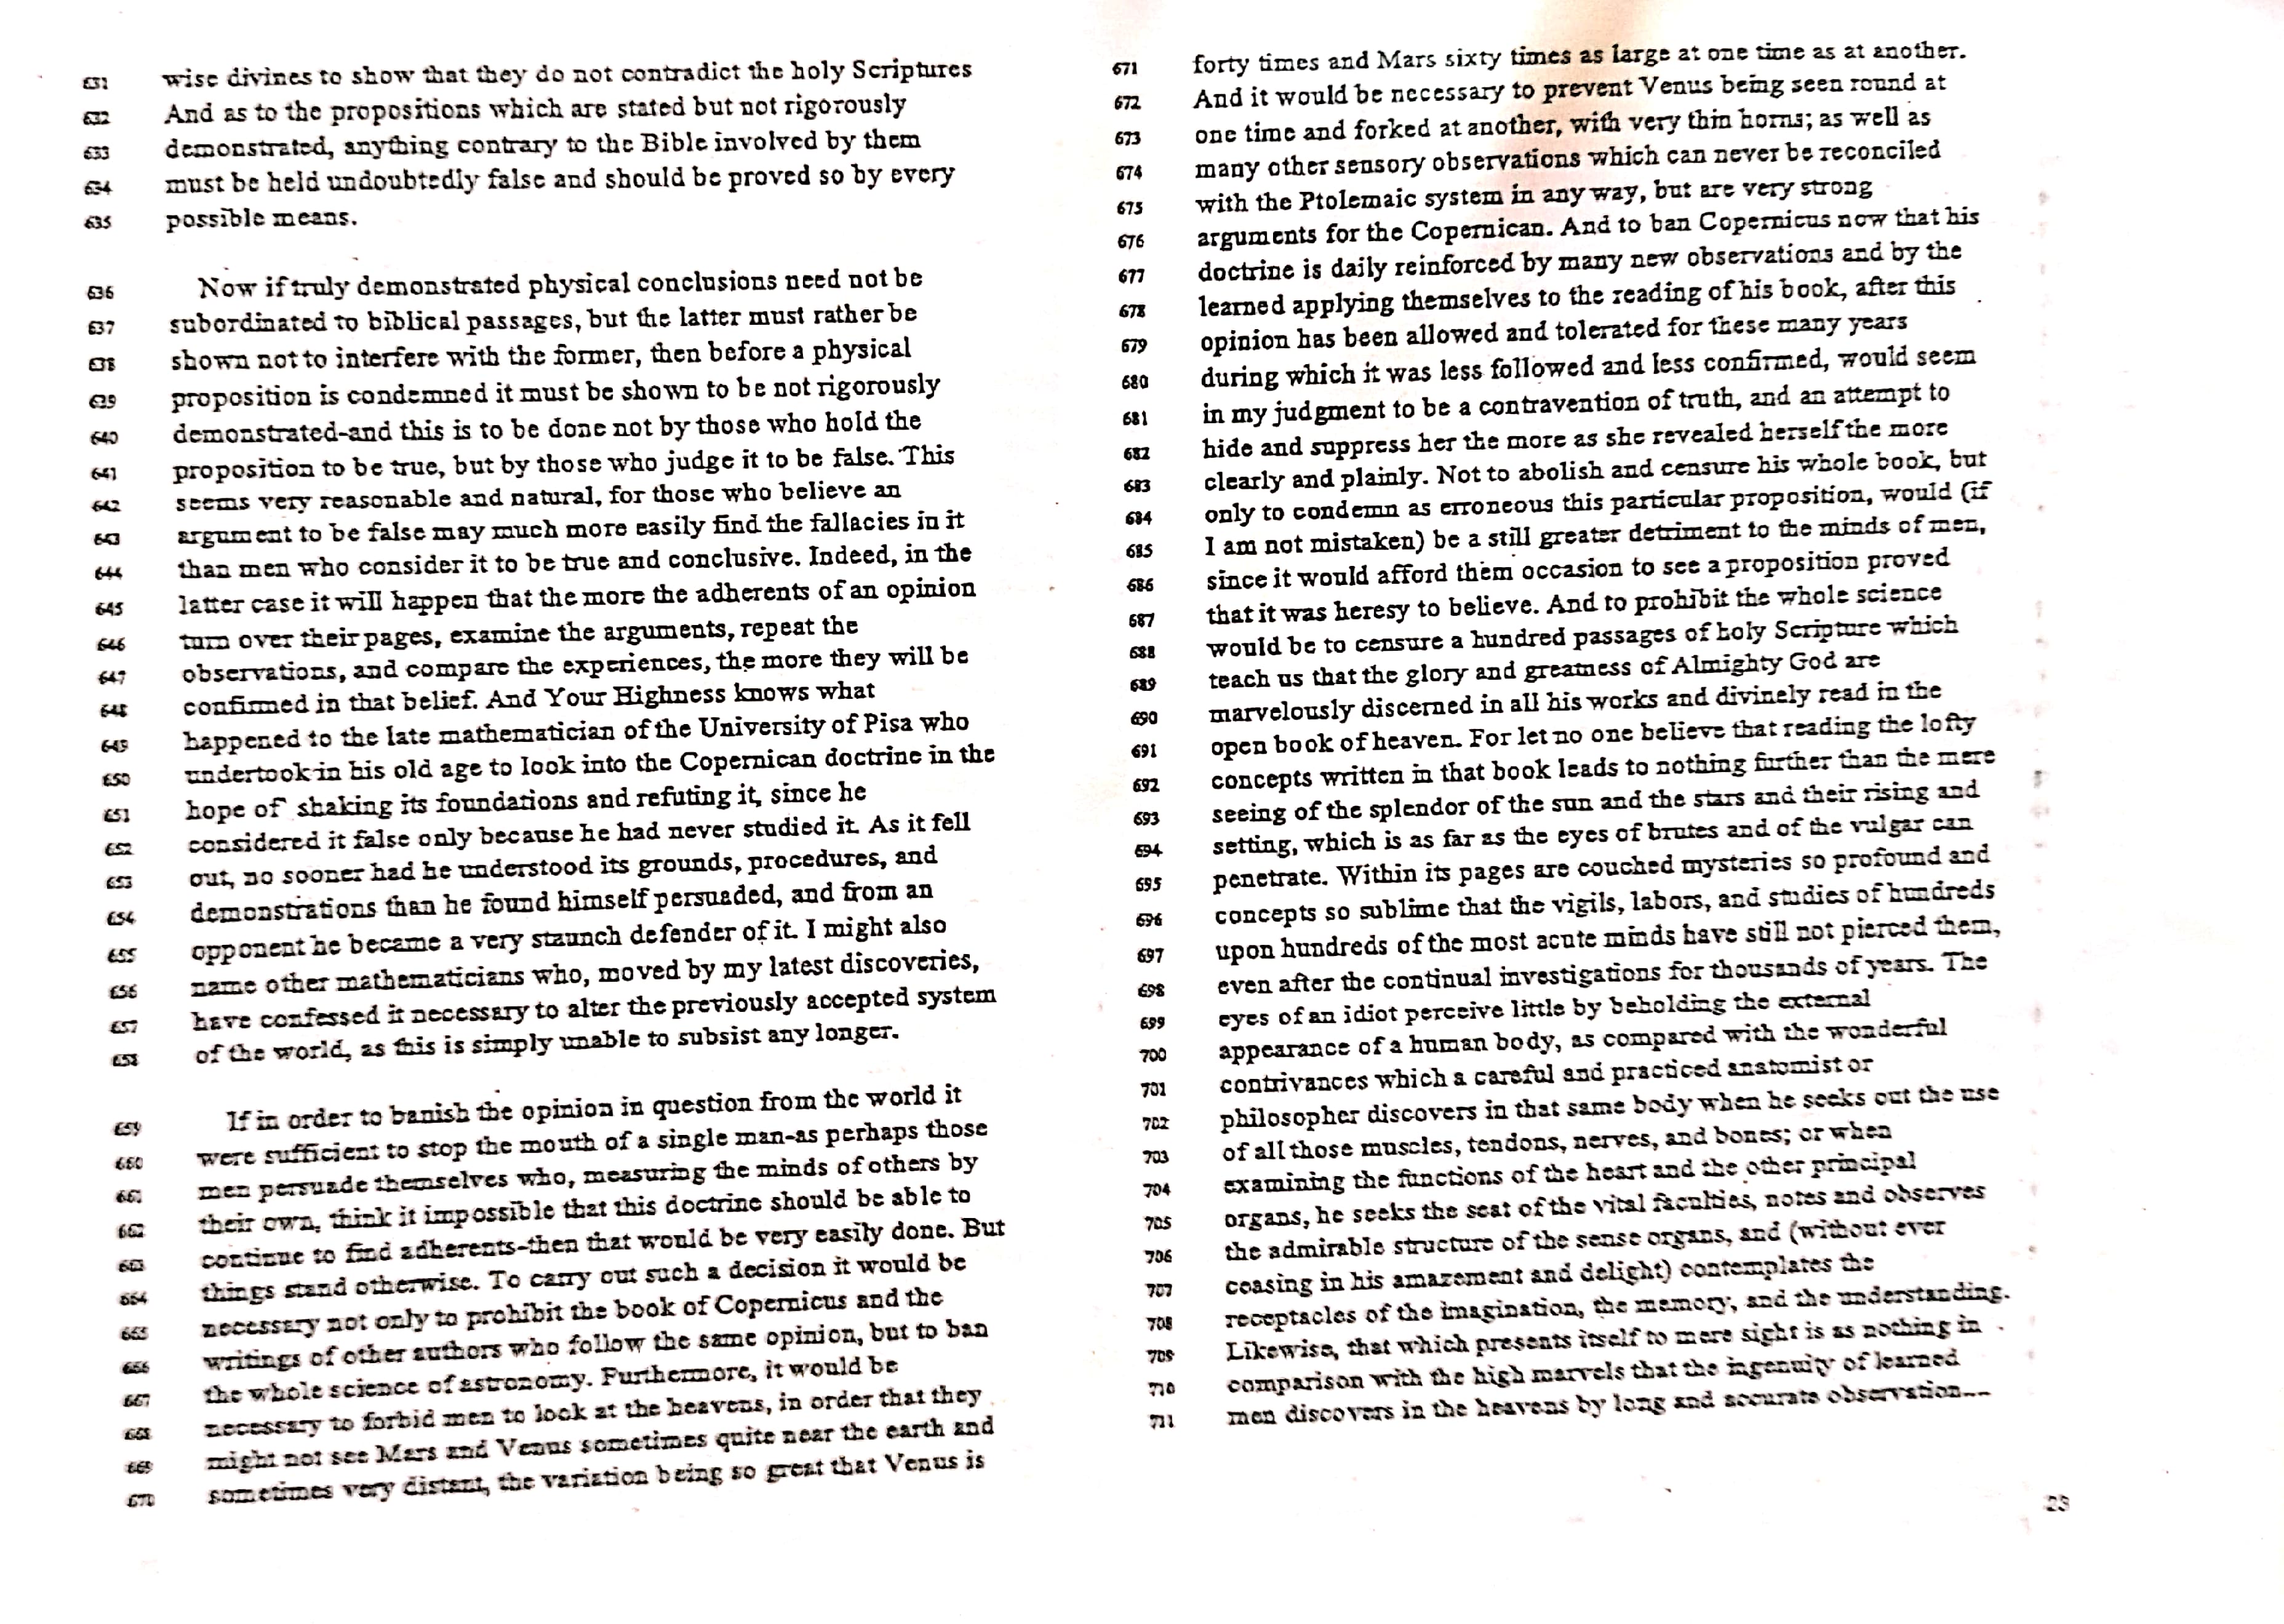 631 wise divines to show that they do not contradict the holy Scriptures
632 And as to the propositions which are stated but not rigorously
633 demonstrated, anything contrary to the Bible involved by them
634 must be held undoubtedly false and should be proved so by every
635 possible means.
636 Now if truly demonstrated physical conclusions need not be
637 subordinated to biblical passages, but the latter must rather be
638 shown not to interfere with the former, then before a physical
639 proposition is condemned it must be shown to be not rigorously
640 demonstrated-and this is to be done not by those who hold the
641 proposition to be true, but by those who judge it to be false. This
642 seems very reasonable and natural, for those who believe an
643 argument to be false may much more easily find the fallacies in it
644 than men who consider it to be true and conclusive. Indeed, in the
645 latter case it will happen that the more the adherents of an opinion
646 turn over their pages, examine the arguments, repeat the
647 observations, and compare the experiences, the more they will be
648 confirmed in that belief. And Your Highness knows what
649 happened to the late mathematician of the University of Pisa who
650 undertook in his old age to look into the Copernican doctrine in the
651 hope of shaking its foundations and refuting it, since he
652 considered it false only because he had never studied it. As it fell
653 out, no sooner had he understood its grounds, procedures, and
654 demonstrations than he found himself persuaded, and from an
655 opponent he became a very staunch defender of it. I might also
656 name other mathematicians who, moved by my latest discoveries,
657 have confessed it necessary to alter the previously accepted system
658 of the world, as this is simply unable to subsist any longer.
659 If in order to banish the opinion in question from the world it
660 were sufficient to stop the mouth of a single man-as perhaps those
661 men persuade themselves who, measuring the minds of others by
662 their own, think it impossible that this doctrine should be able to
663 continue to find adherents-then that would be very easily done. But
664 things stand otherwise. To carry out such a decision it would be
665 necessary not only to prohibit the book of Copernicus and the
666 writings of other authors who follow the same opinion, but to ban
667 the whole science of astronomy. Furthermore, it would be
668 necessary to forbid men to look at the heavens, in order that they
669 might not see Mars and Venus sometimes quite near the earth and
670 sometimes very distant, the variation being so great that Venus is
671 forty times and Mars sixty times as large at one time as at another.
672 And it would be necessary to prevent Venus being seen round at
673 one time and forked at another, with very thin horns; as well as
674 many other sensory observations which can never be reconciled
675 with the Ptolemaic system in any way, but are very strong
676 arguments for the Copernican. And to ban Copernicus now that his
677 doctrine is daily reinforced by many new observations and by the
678 learned applying themselves to the reading of his book, after this
679 opinion has been allowed and tolerated for these many years
680 during which it was less followed and less confirmed, would seem
681 in my judgment to be a contravention of truth, and an attempt to
682 hide and suppress her the more as she revealed herself the more
683 clearly and plainly. Not to abolish and censure his whole book, but
684 only to condemn as erroneous this particular proposition, would (if
685 I am not mistaken) be a still greater detriment to the minds of men,
686 since it would afford them occasion to see a proposition proved
687 that it was heresy to believe. And to prohibit the whole science
688 would be to censure a hundred passages of holy Scripture which
689 teach us that the glory and greatness of Almighty God are
690 marvelously discerned in all his works and divinely read in the
691 open book of heaven. For let no one believe that reading the lofty
692 concepts written in that book leads to nothing further than the mere
693 seeing of the splendor of the sun and the stars and their rising and
694 setting, which is as far as the eyes of brutes and of the vulgar can
695 penetrate. Within its pages are couched mysteries so profound and
696 concepts so sublime that the vigils, labors, and studies of hundreds
697 upon hundreds of the most acute minds have still not pierced them,
698 even after the continual investigations for thousands of years. The
699 eyes of an idiot perceive little by beholding the external
700 appearance of a human body, as compared with the wonderful
701 contrivances which a careful and practiced anatomist or
702 philosopher discovers in that same body when he seeks out the use
703 of all those muscles, tendons, nerves, and bones; or when
704 examining the functions of the heart and the other principal
705 organs, he seeks the seat of the vital faculties, notes and observes
706 the admirable structure of the sense organs, and (without ever
707 ceasing in his amazement and delight) contemplates the
708 receptacles of the imagination, the memory, and the understanding.
709 Likewise, that which presents itself to mere sight is as nothing in
710 comparison with the high marvels that the ingenuity of learned
711 men discovers in the heavens by long and accurate observation---
23